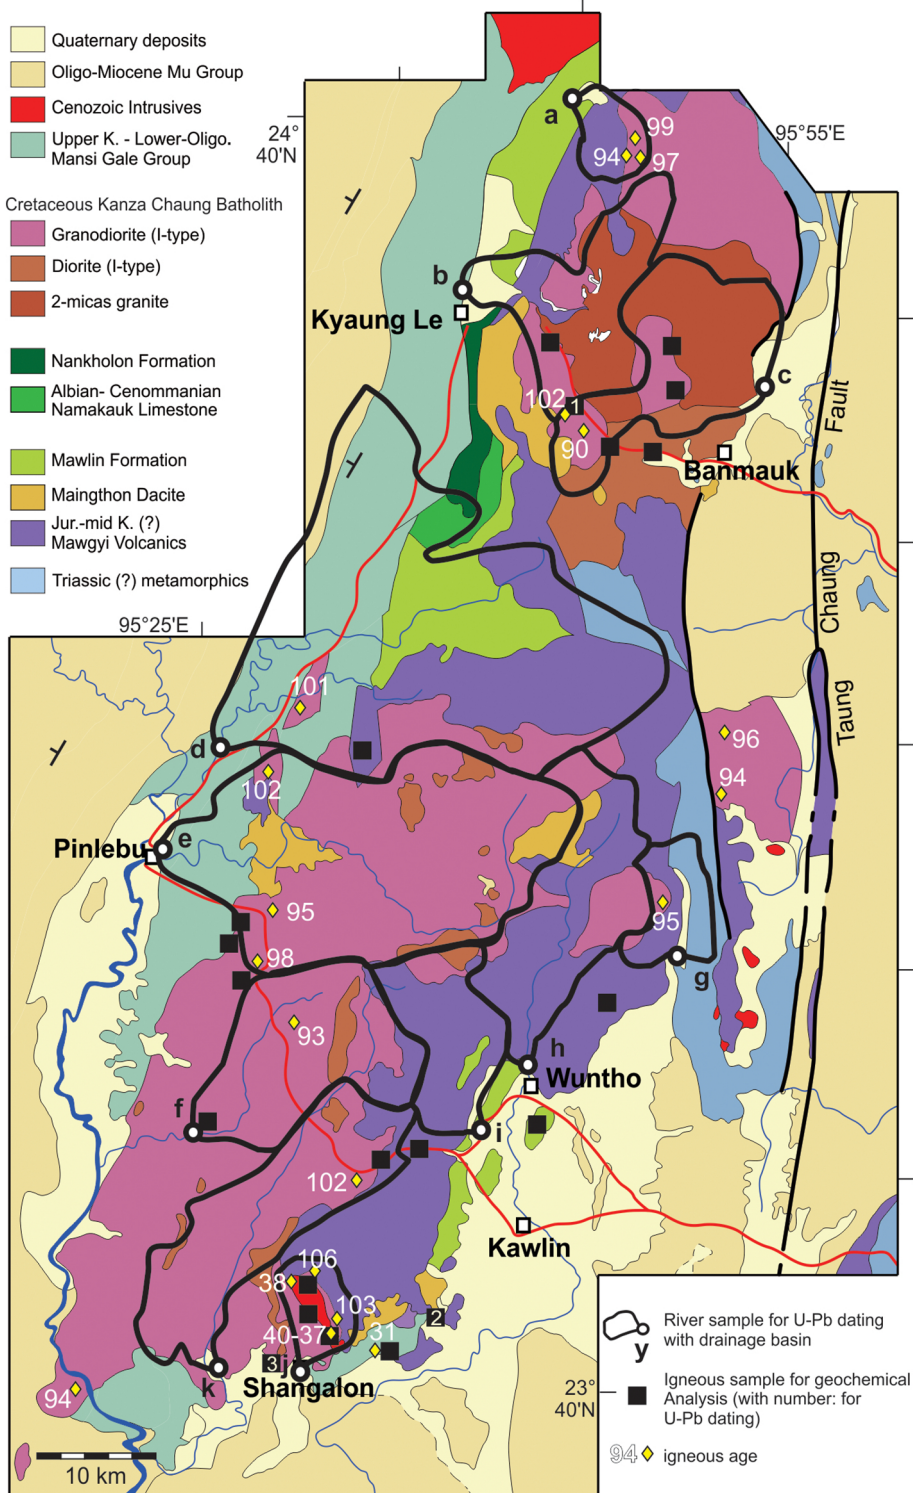 Quaternary deposits
Oligo-Miocene Mu Group
Cenozoic Intrusives
Upper K. - Lower-Oligo.
Mansi Gale Group
Cretaceous Kanza Chaung Batholith
Granodiorite (I-type)
Diorite (I-type)
2-micas granite
Nankholon Formation
Albian- Cenommanian
Namakauk Limestone
Mawlin Formation
Maingthon Dacite
Jur.-mid K. (?)
Mawgyi Volcanics
Triassic (?) metamorphics
24°
40'N
95°55'E
a
99
94
97
b
Kyaung Le
c
102
1
90
Banmauk
Fault
Chaung
Taung
95°25'E
101
d
96
102
94
Pinlebu
e
95
95
98
g
93
h
Wuntho
f
i
102
Kawlin
106
38
103
40-37
31
2
3
j
k
Shangalon
94
10 km
23°
40'N
River sample for U-Pb dating
with drainage basin
y
Igneous sample for geochemical
Analysis (with number: for
U-Pb dating)
94
igneous age